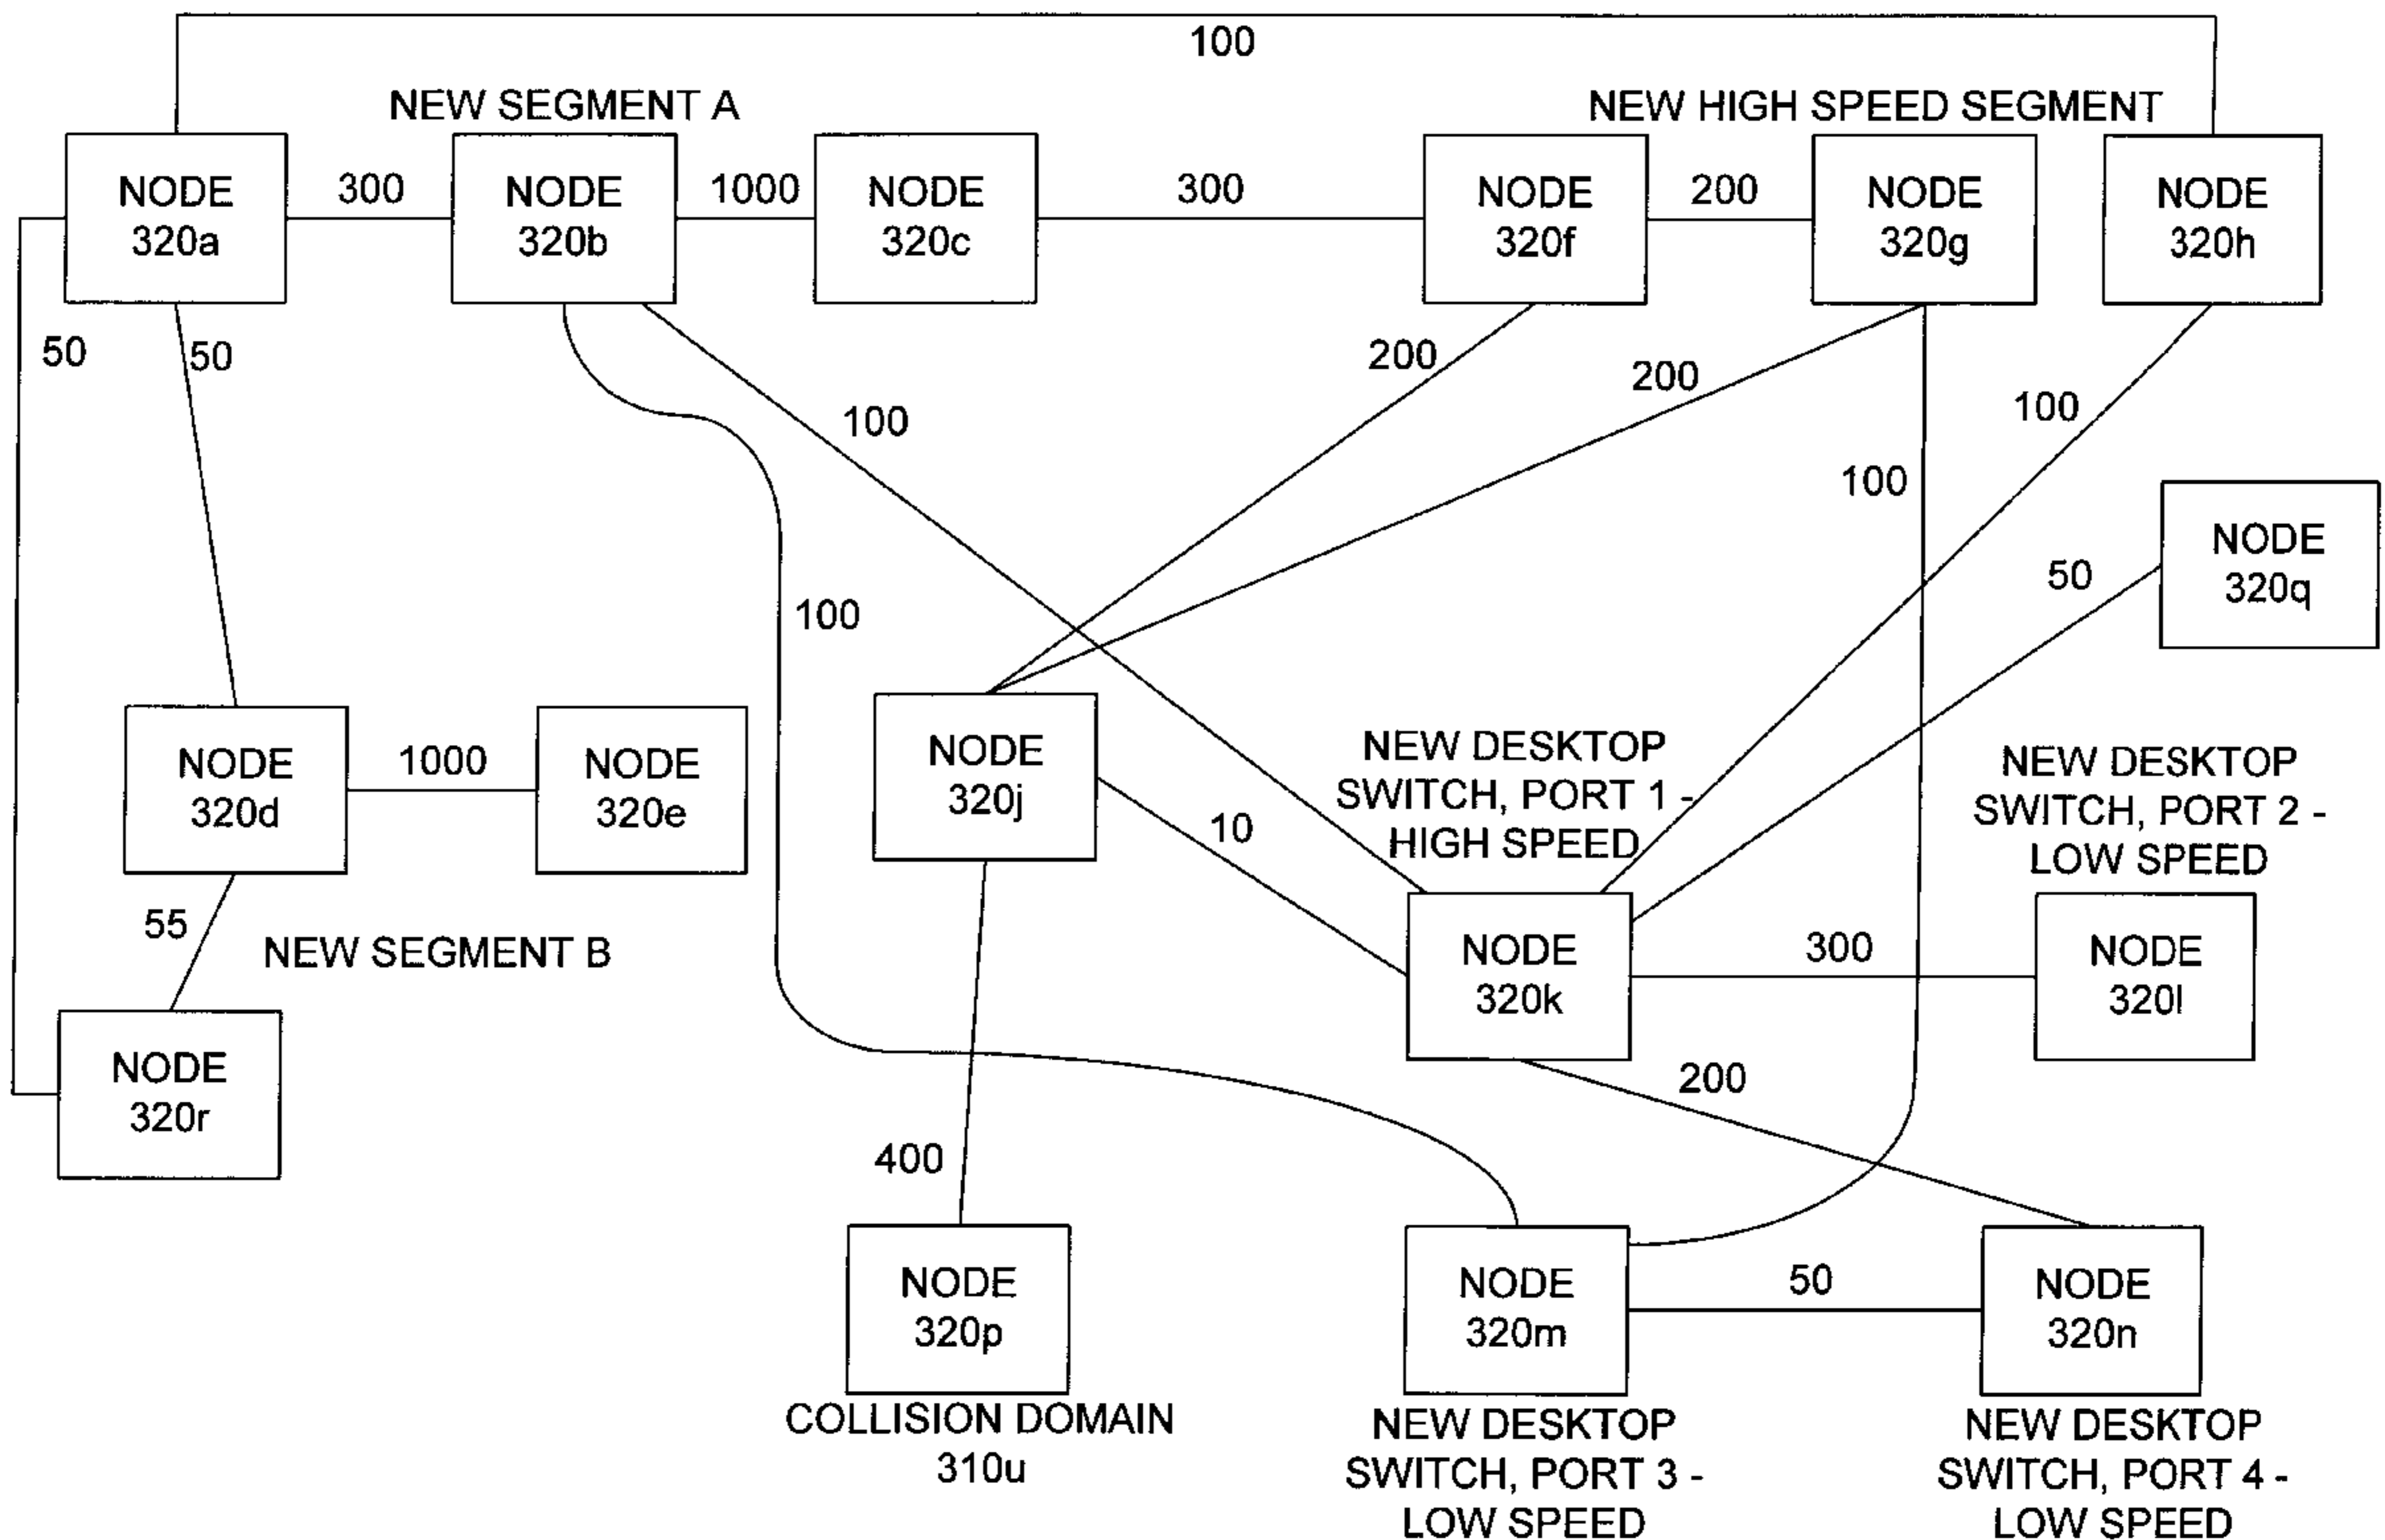 100
NEW SEGMENT A
NEW HIGH SPEED SEGMENT
NODE
320a
300
NODE
320b
1000
NODE
320c
300
NODE
320f
200
NODE
320g
NODE
320h
50
50
200
200
100
100
100
NODE
320q
50
100
NODE
320d
1000
NODE
320e
NODE
320j
10
NEW DESKTOP
SWITCH, PORT 1 -
HIGH SPEED
NEW DESKTOP
SWITCH, PORT 2 -
LOW SPEED
55
NEW SEGMENT B
NODE
320k
300
NODE
320l
NODE
320r
200
400
NODE
320p
COLLISION DOMAIN
310u
NODE
320m
50
NODE
320n
NEW DESKTOP
SWITCH, PORT 3 -
LOW SPEED
NEW DESKTOP
SWITCH, PORT 4 -
LOW SPEED